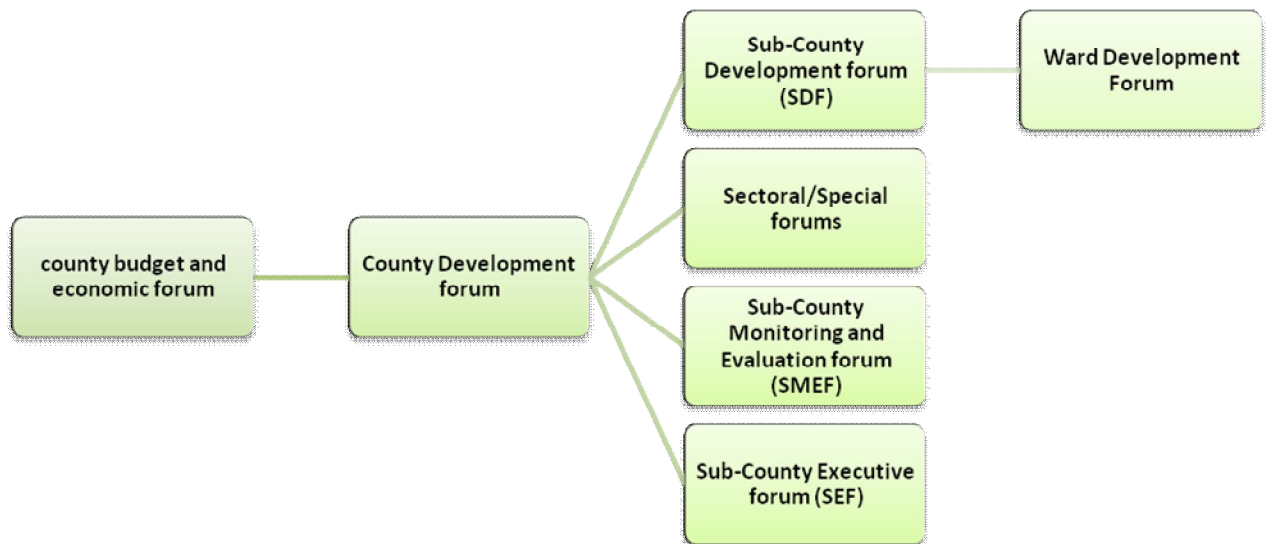 county budget and
economic forum
County Development
forum
Sub-County
Development forum
(SDF)
Ward Development
Forum
Sectoral/Special
forums
Sub-County
Monitoring and
Evaluation forum
(SMEF)
Sub-County Executive
forum (SEF)